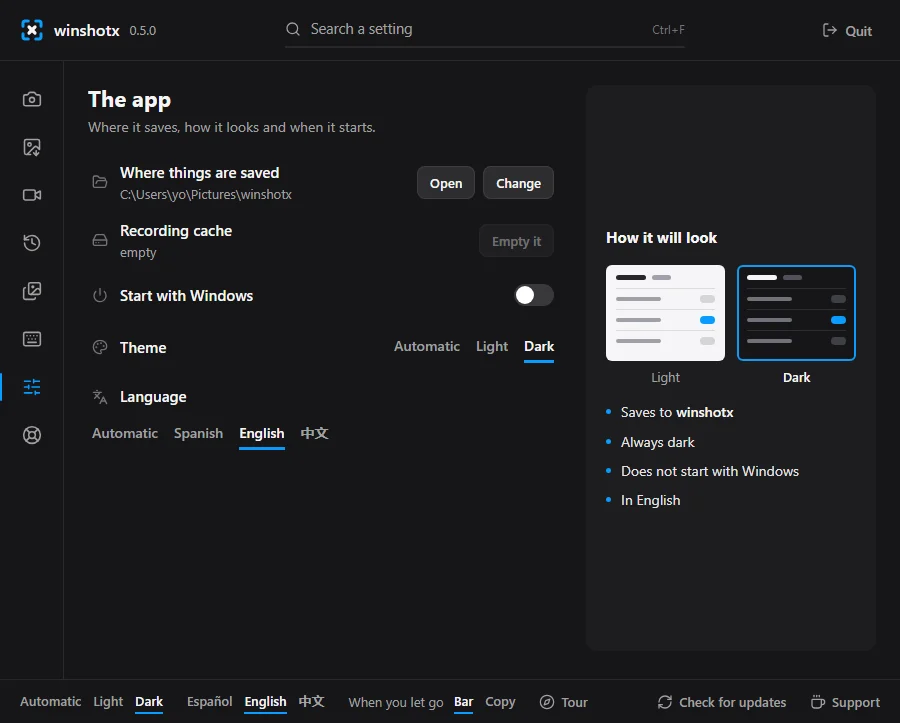 winshotx 0.5.0
Search a setting
Ctrl+F
Quit
The app
Where it saves, how it looks and when it starts.
Where things are saved
C:\Users\yo\Pictures\winshotx
Open
Change
Recording cache
empty
Empty it
Start with Windows
Theme
Automatic Light Dark
Language
Automatic Spanish English 中文
How it will look
Light Dark
Saves to winshotx
Always dark
Does not start with Windows
In English
Automatic Light Dark Español English 中文 When you let go Bar Copy Tour Check for updates Support